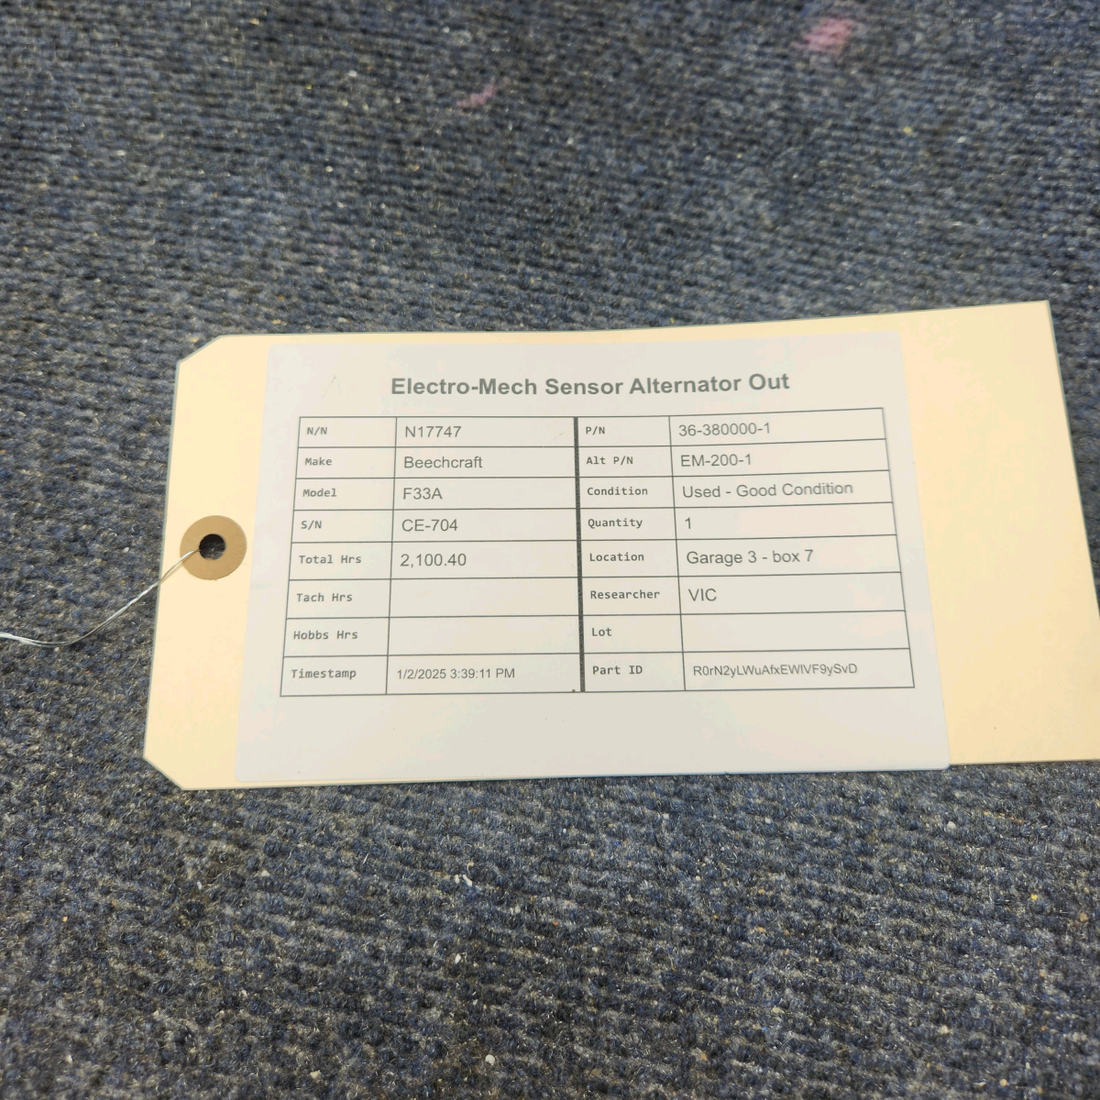 Electro-Mech Sensor Alternator Out
N/N N17747 P/N 36-380000-1
Make Beechcraft Alt P/N EM-200-1
Model F33A Condition Used - Good Condition
S/N CE-704 Quantity 1
Total Hrs 2,100.40 Location Garage 3 - box 7
Tach Hrs Researcher VIC
Hobbs Hrs Lot
Timestamp 1/2/2025 3:39:11 PM Part ID R0rN2yLWuAfxEWlVF9ySvD